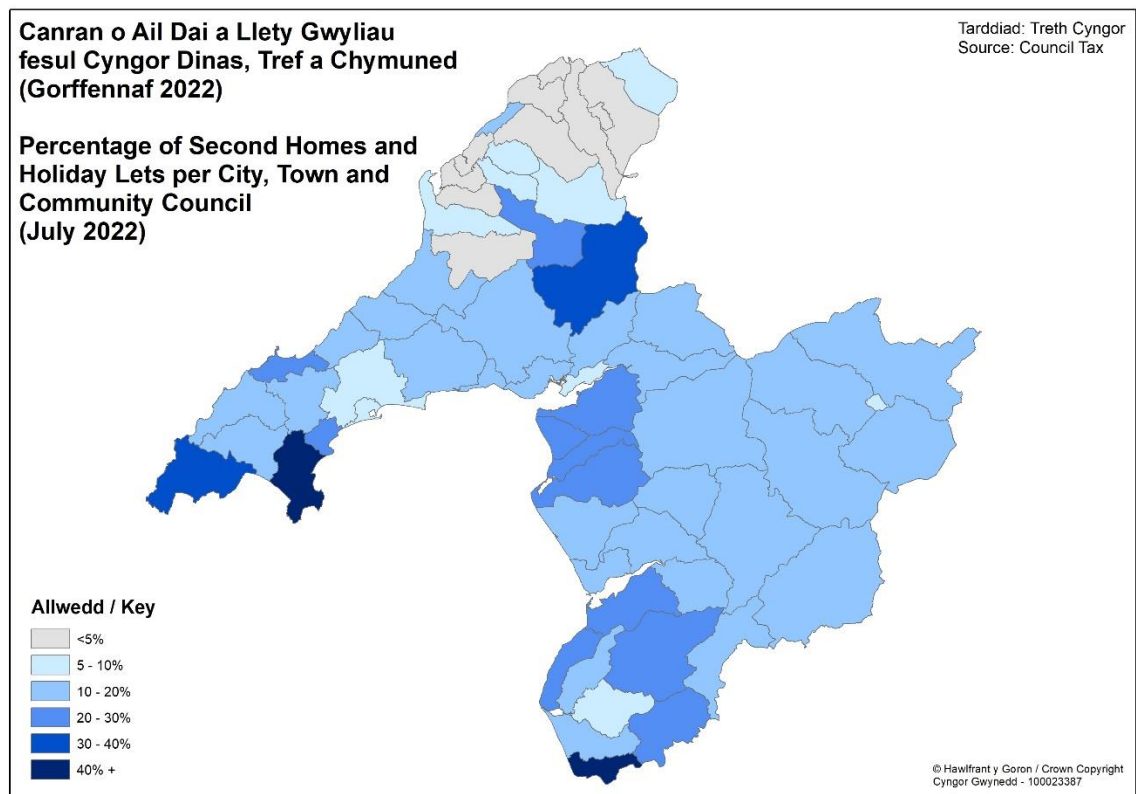 Canran o Ail Dai a Llety Gwyliau
fesul Cyngor Dinas, Tref a Chymuned
(Gorffennaf 2022)
Percentage of Second Homes and
Holiday Lets per City, Town and
Community Council
(July 2022)
Tarddiad: Treth Cyngor
Source: Council Tax
Allwedd / Key
<5%
5 - 10%
10 - 20%
20 - 30%
30 - 40%
40% +
© Hawlfraint y Goron / Crown Copyright
Cyngor Gwynedd - 100023387